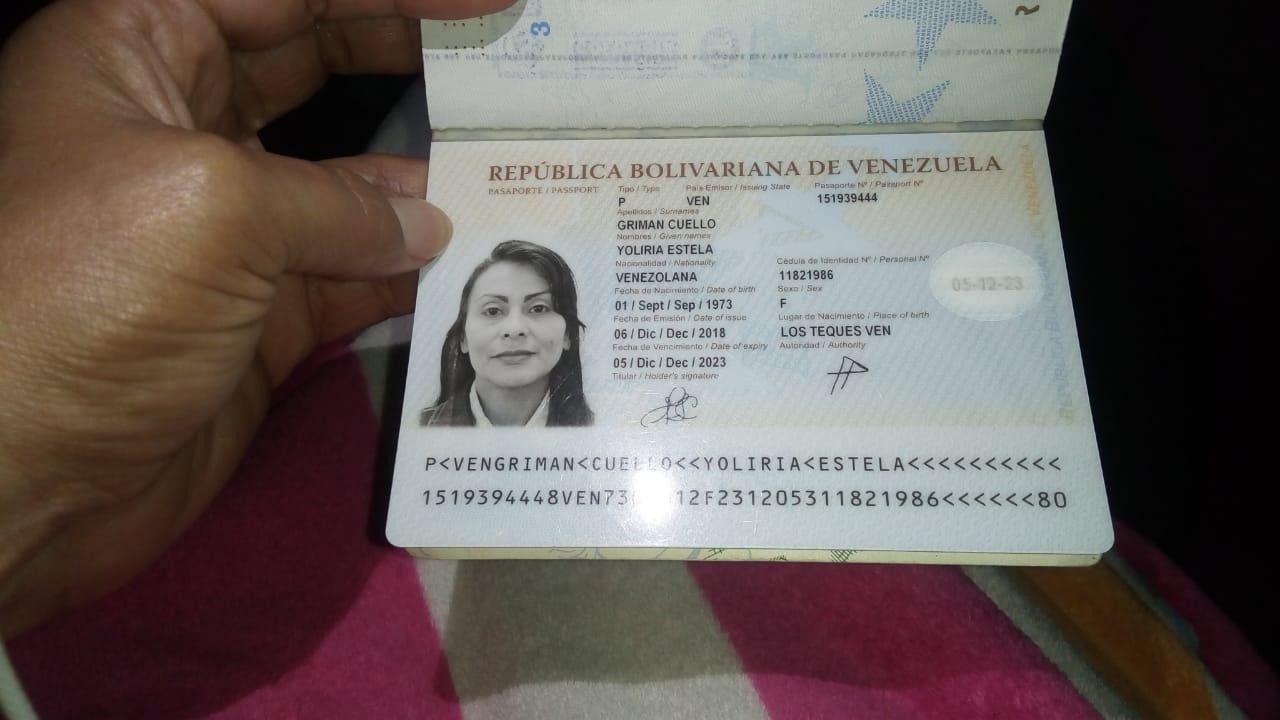 3
REPÚBLICA BOLIVARIANA DE VENEZUELA
PASAPORTE / PASSPORT
Tipo / Type País Emisor / Issuing State Pasaporte Nº / Passport Nº
P VEN 151939444
Apellidos / Surnames
GRIMAN CUELLO
Nombres / Given names
YOLIRIA ESTELA
Nacionalidad / Nationality Cédula de Identidad Nº / Personal Nº
VENEZOLANA 11821986
Fecha de Nacimiento / Date of birth Sexo / Sex
01 / Sept / Sep / 1973 F
Fecha de Emisión / Date of issue Lugar de Nacimiento / Place of birth
06 / Dic / Dec / 2018 LOS TEQUES VEN
Fecha de Vencimiento / Date of expiry Autoridad / Authority
05 / Dic / Dec / 2023
Titular / Holder's signature
05-12-23
P<VENGRIMAN<CUELLO<<YOLIRIA<ESTELA<<<<<<<<<<
1519394448VEN73 12F231205311821986<<<<<<80